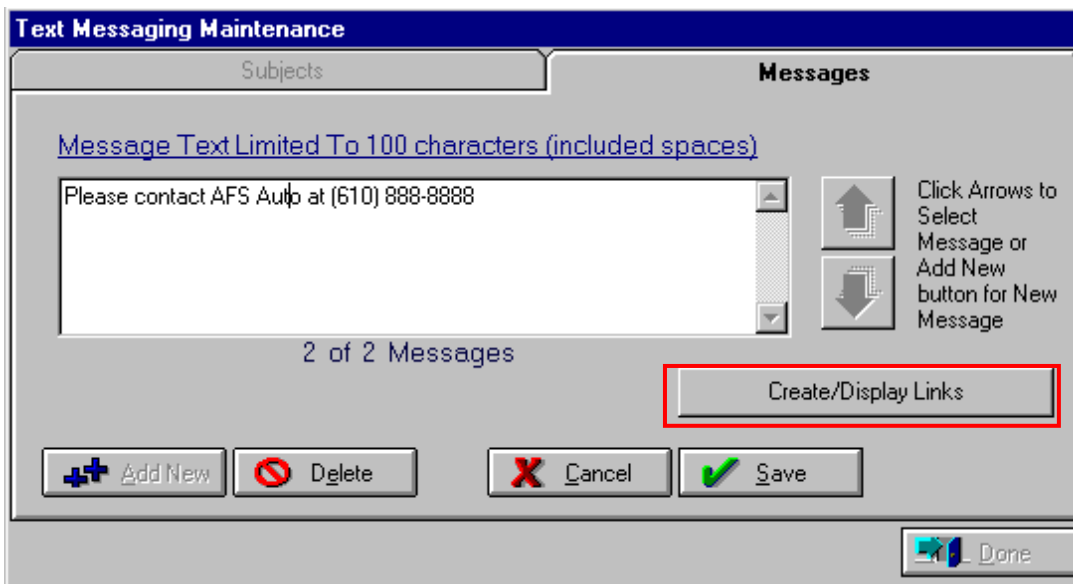 Text Messaging Maintenance
Subjects
Messages
Message Text Limited To 100 characters (included spaces)
Please contact AFS Auto at (610) 888-8888
Click Arrows to
Select
Message or
Add New
button for New
Message
2 of 2 Messages
Create/Display Links
Add New
Delete
Cancel
Save
Done